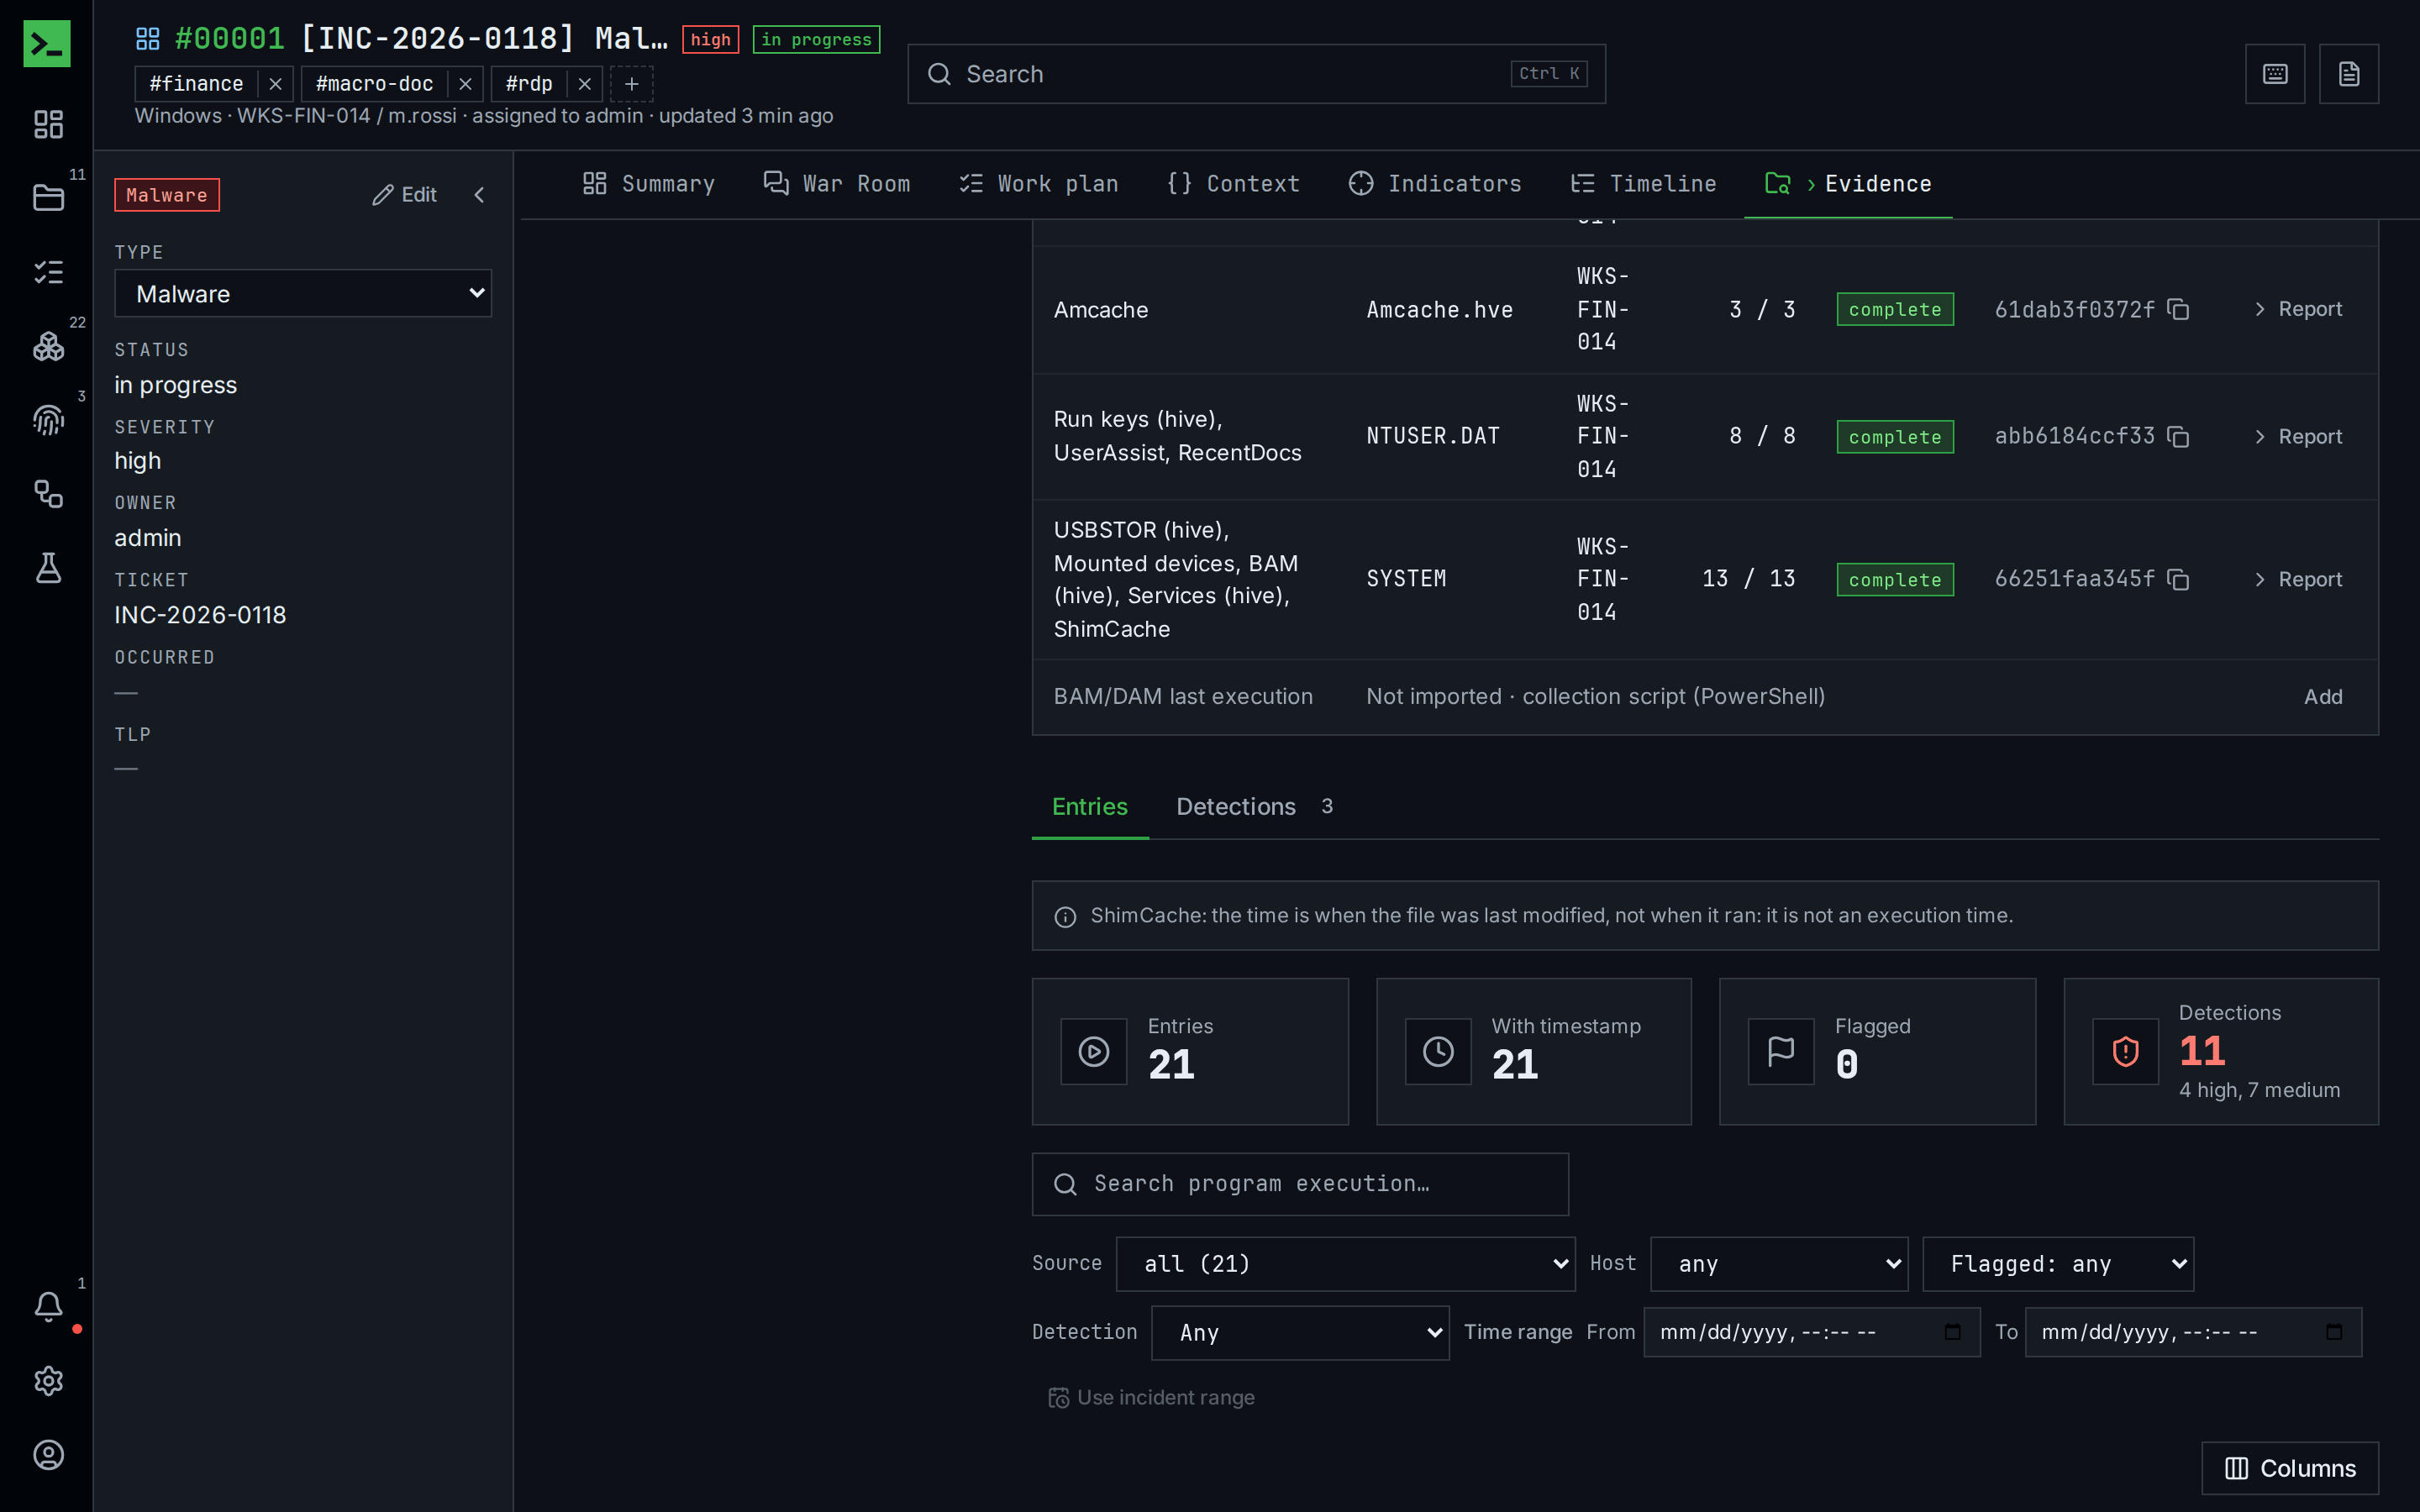 #00001 [INC-2026-0118] Mal… high in progress
#finance #macro-doc #rdp
Windows · WKS-FIN-014 / m.rossi · assigned to admin · updated 3 min ago
Search Ctrl K
11
22
3
1
Malware Edit
TYPE
Malware
STATUS
in progress
SEVERITY
high
OWNER
admin
TICKET
INC-2026-0118
OCCURRED
—
TLP
—
Summary War Room Work plan Context Indicators Timeline › Evidence
Amcache Amcache.hve WKS-FIN-014 3 / 3 complete 61dab3f0372f Report
Run keys (hive),
UserAssist, RecentDocs
NTUSER.DAT WKS-FIN-014 8 / 8 complete abb6184ccf33 Report
USBSTOR (hive),
Mounted devices, BAM
(hive), Services (hive),
ShimCache
SYSTEM WKS-FIN-014 13 / 13 complete 66251faa345f Report
BAM/DAM last execution Not imported · collection script (PowerShell) Add
Entries Detections 3
ShimCache: the time is when the file was last modified, not when it ran: it is not an execution time.
Entries
21
With timestamp
21
Flagged
0
Detections
11
4 high, 7 medium
Search program execution…
Source all (21) Host any Flagged: any
Detection Any Time range From mm/dd/yyyy, --:-- -- To mm/dd/yyyy, --:-- --
Use incident range
Columns